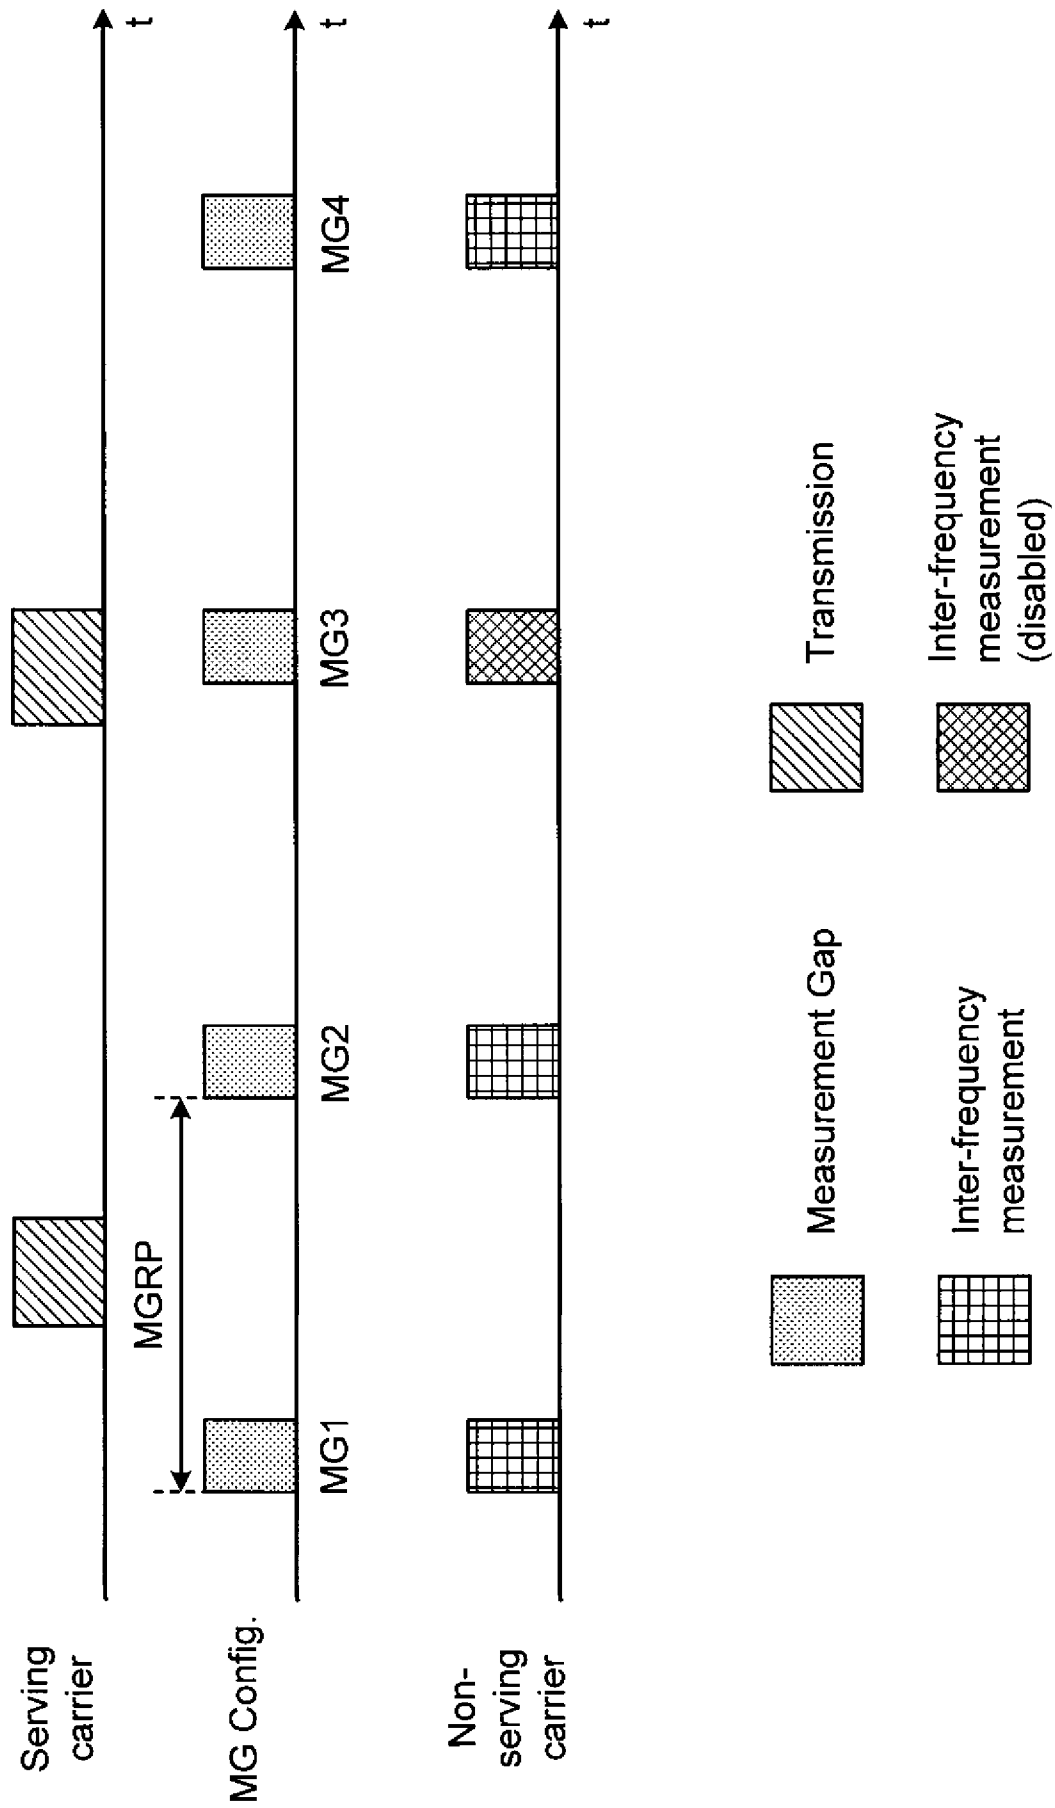 Serving
carrier
t
MGRP
MG Config.
MG1
MG2
MG3
MG4
t
Non-
serving
carrier
t
Measurement Gap
Transmission
Inter-frequency
measurement
Inter-frequency
measurement
(disabled)